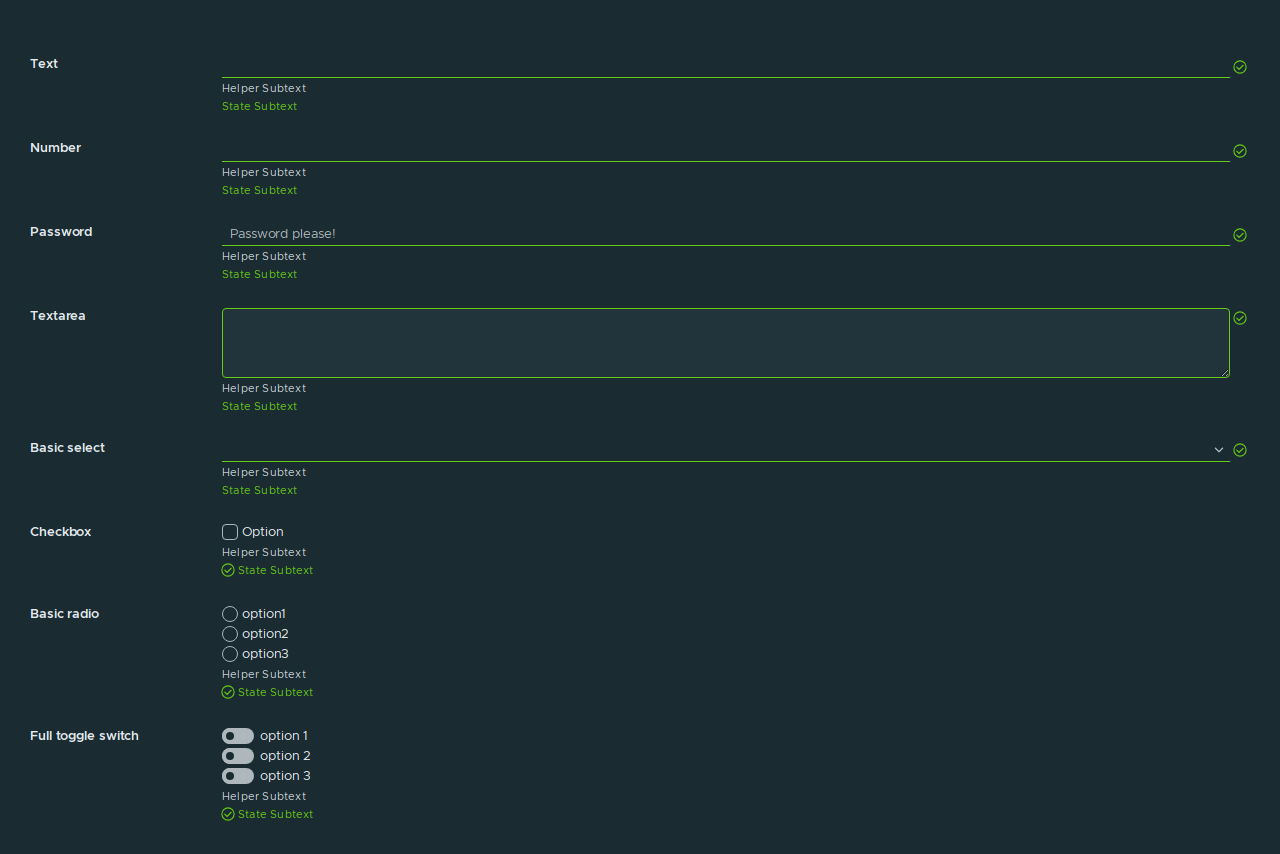 Text
Helper Subtext
State Subtext
Number
Helper Subtext
State Subtext
Password
Password please!
Helper Subtext
State Subtext
Textarea
Helper Subtext
State Subtext
Basic select
Helper Subtext
State Subtext
Checkbox
Option
Helper Subtext
State Subtext
Basic radio
option1
option2
option3
Helper Subtext
State Subtext
Full toggle switch
option 1
option 2
option 3
Helper Subtext
State Subtext